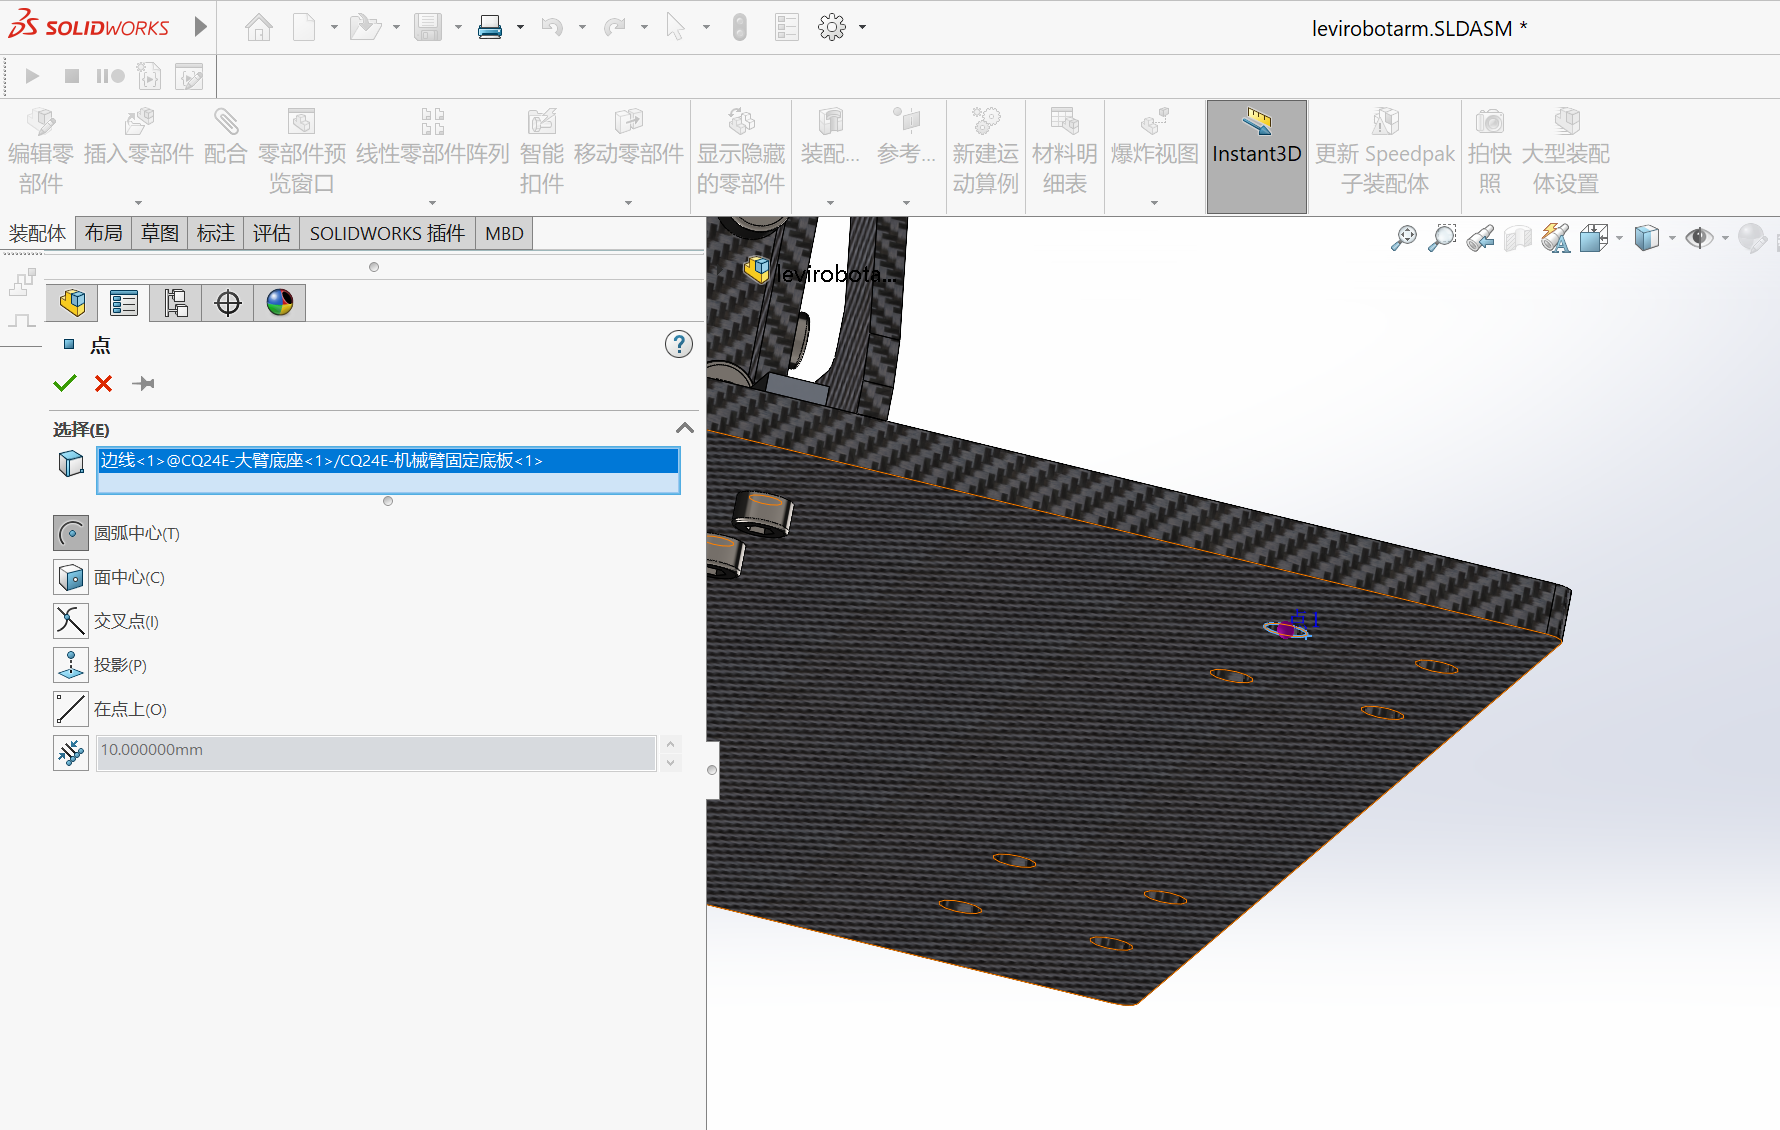 SOLIDWORKS
levirobotarm.SLDASM *
编辑零
部件
插入零部件
配合
零部件预
览窗口
线性零部件阵列
智能
扣件
移动零部件
显示隐藏
的零部件
装配...
参考...
新建运
动算例
材料明
细表
爆炸视图
Instant3D
更新 Speedpak
子装配体
拍快
照
大型装配
体设置
装配体
布局
草图
标注
评估
SOLIDWORKS 插件
MBD
levirobota...
点
?
选择(E)
边线<1>@CQ24E-大臂底座<1>/CQ24E-机械臂固定底板<1>
圆弧中心(T)
面中心(C)
交叉点(I)
投影(P)
在点上(O)
10.000000mm
点1